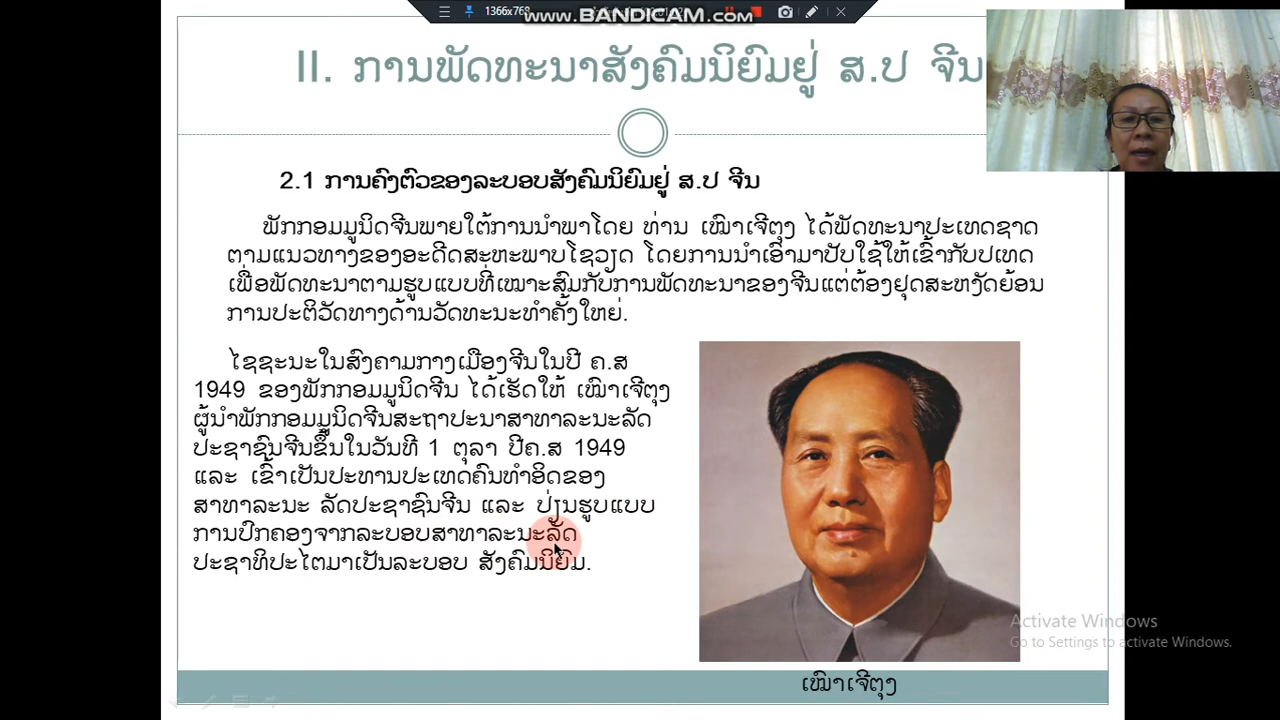 1366x768
www.BANDICAM.com
II. ການພັດທະນາສັງຄົມນິຍົມຢູ່ ສ.ປ ຈີນ
2.1 ການຄົງຕົວຂອງລະບອບສັງຄົມນິຍົມຢູ່ ສ.ປ ຈີນ
ພັກກອມມູນິດຈີນພາຍໃຕ້ການນຳພາໂດຍ ທ່ານ ເໝົາເຈີຕຸງ ໄດ້ພັດທະນາປະເທດຊາດ
ຕາມແນວທາງຂອງອະດີດສະຫະພາບໂຊວຽດ ໂດຍການນຳເອົາມາປັບໃຊ້ໃຫ້ເຂົ້າກັບປເທດ
ເພື່ອພັດທະນາຕາມຮູບແບບທີ່ເໝາະສົມກັບການພັດທະນາຂອງຈີນແຕ່ຕ້ອງຢຸດສະຫງັດຍ້ອນ
ການປະຕິວັດທາງດ້ານວັດທະນະທຳຄັ້ງໃຫຍ່.
ໄຊຊະນະໃນສົງຄາມກາງເມືອງຈີນໃນປີ ຄ.ສ
1949 ຂອງພັກກອມມູນິດຈີນ ໄດ້ເຮັດໃຫ້ ເໝົາເຈີຕຸງ
ຜູ້ນຳພັກກອມມູນິດຈີນສະຖາປະນາສາທາລະນະລັດ
ປະຊາຊົນຈີນຂຶ້ນໃນວັນທີ 1 ຕຸລາ ປີຄ.ສ 1949
ແລະ ເຂົ້າເປັນປະທານປະເທດຄົນທຳອິດຂອງ
ສາທາລະນະ ລັດປະຊາຊົນຈີນ ແລະ ປ່ຽນຮູບແບບ
ການປົກຄອງຈາກລະບອບສາທາລະນະລັດ
ປະຊາທິປະໄຕມາເປັນລະບອບ ສັງຄົມນິຍົມ.
Activate Windows
Go to Settings to activate Windows.
ເໝົາເຈີຕຸງ